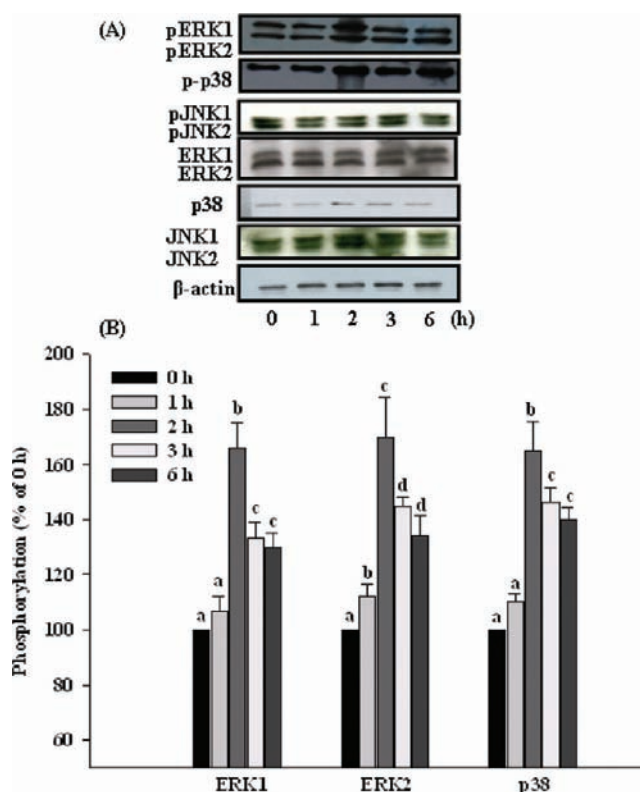 (A)
pERK1
pERK2
p-p38
pJNK1
pJNK2
ERK1
ERK2
p38
JNK1
JNK2
β-actin
0 1 2 3 6 (h)
(B)
200
180
160
140
120
100
80
60
Phosphorylation (% of 0 h)
0 h
1 h
2 h
3 h
6 h
a a b c c
a b c d d
a a b c c
ERK1 ERK2 p38